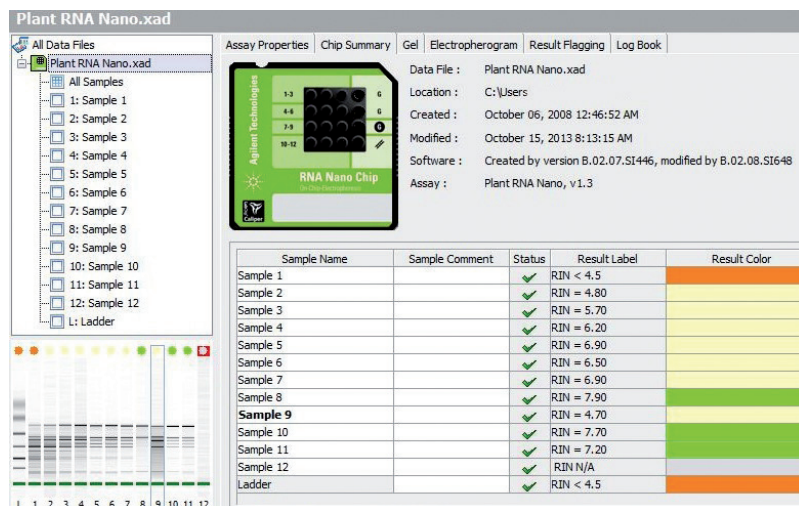 Plant RNA Nano.xad
All Data Files
Plant RNA Nano.xad
All Samples
1: Sample 1
2: Sample 2
3: Sample 3
4: Sample 4
5: Sample 5
6: Sample 6
7: Sample 7
8: Sample 8
9: Sample 9
10: Sample 10
11: Sample 11
12: Sample 12
L: Ladder
L 1 2 3 4 5 6 7 8 9 10 11 12
Assay Properties Chip Summary Gel Electropherogram Result Flagging Log Book
Agilent Technologies
1-3 G
4-6 G
7-9 G
10-12
RNA Nano Chip
Caliper
Data File : Plant RNA Nano.xad
Location : C:\Users
Created : October 06, 2008 12:46:52 AM
Modified : October 15, 2013 8:13:15 AM
Software : Created by version B.02.07.SI446, modified by B.02.08.SI648
Assay : Plant RNA Nano, v1.3
Sample Name Sample Comment Status Result Label Result Color
Sample 1 RIN < 4.5
Sample 2 RIN = 4.80
Sample 3 RIN = 5.70
Sample 4 RIN = 6.20
Sample 5 RIN = 6.90
Sample 6 RIN = 6.50
Sample 7 RIN = 6.90
Sample 8 RIN = 7.90
Sample 9 RIN = 4.70
Sample 10 RIN = 7.70
Sample 11 RIN = 7.20
Sample 12 RIN N/A
Ladder RIN < 4.5